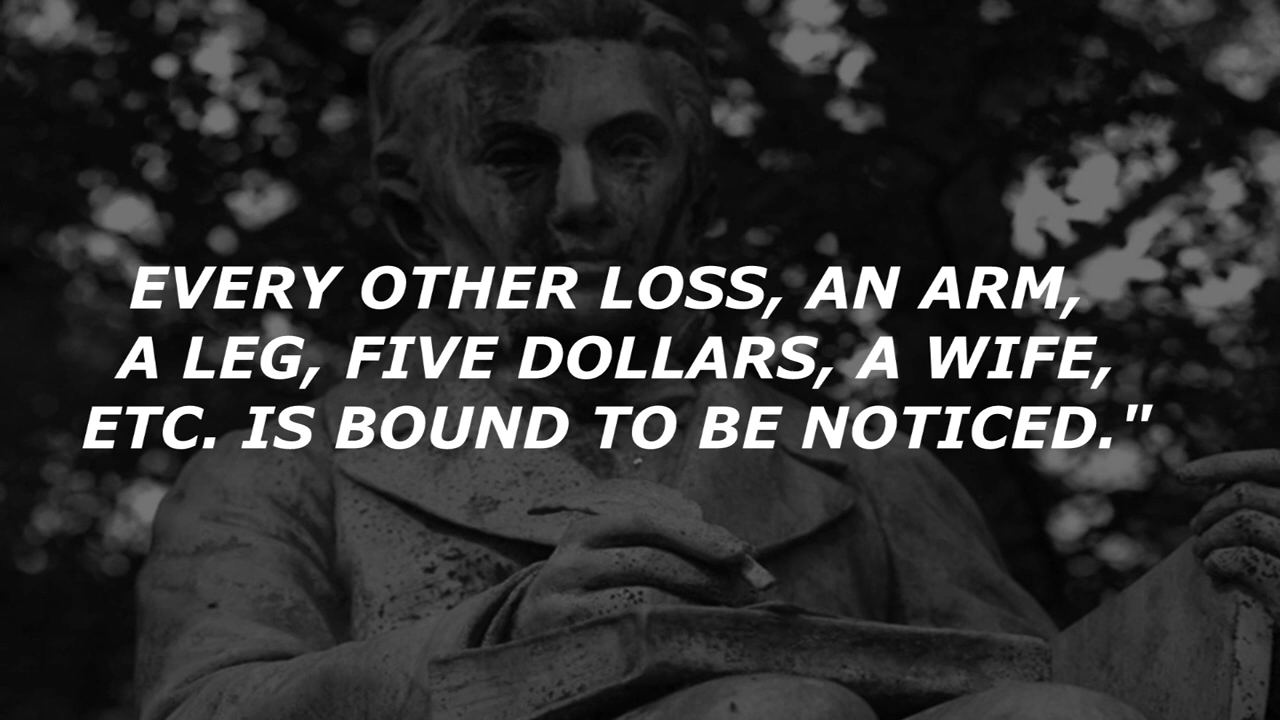 EVERY OTHER LOSS, AN ARM,
A LEG, FIVE DOLLARS, A WIFE,
ETC. IS BOUND TO BE NOTICED."